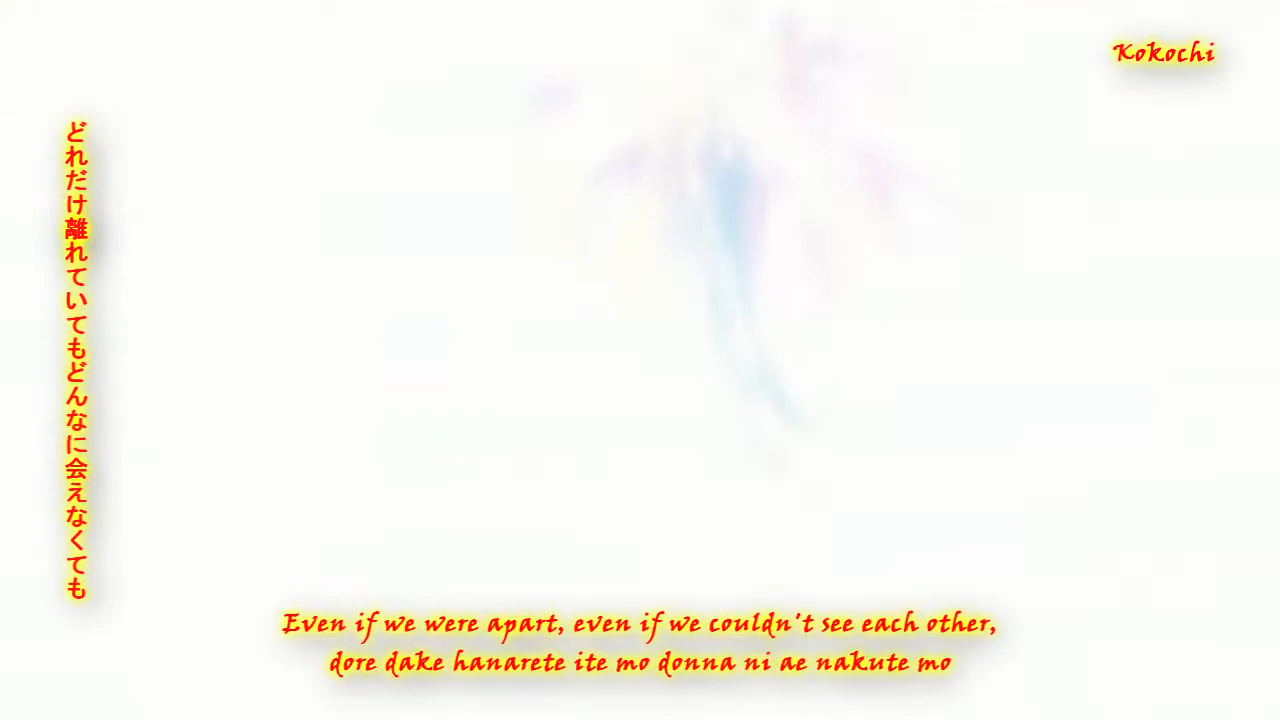 Kokochi
どれだけ離れていてもどんなに会えなくても
Even if we were apart, even if we couldn't see each other,
dore dake hanarete ite mo donna ni ae nakute mo